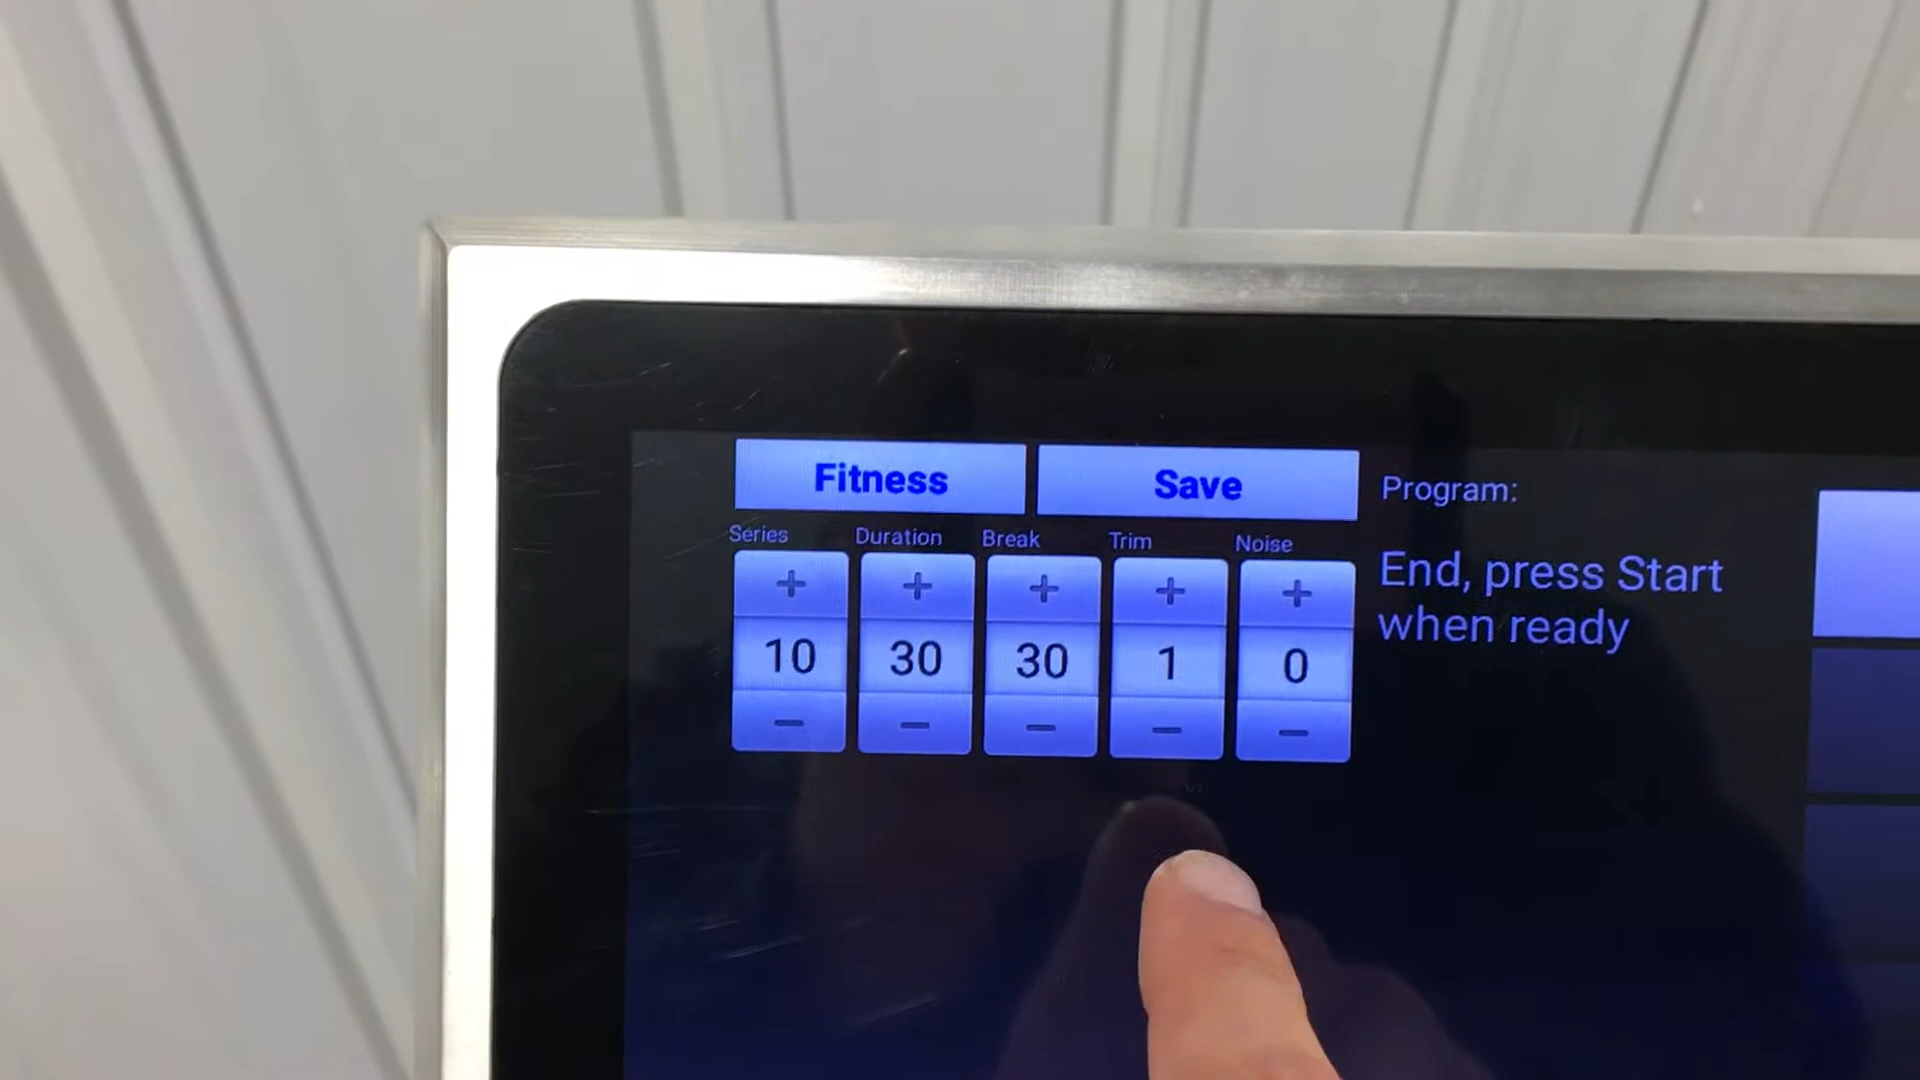 Fitness Save
Program:
Series Duration Break Trim Noise
+ + + + +
10 30 30 1 0
− − − − −
End, press Start
when ready